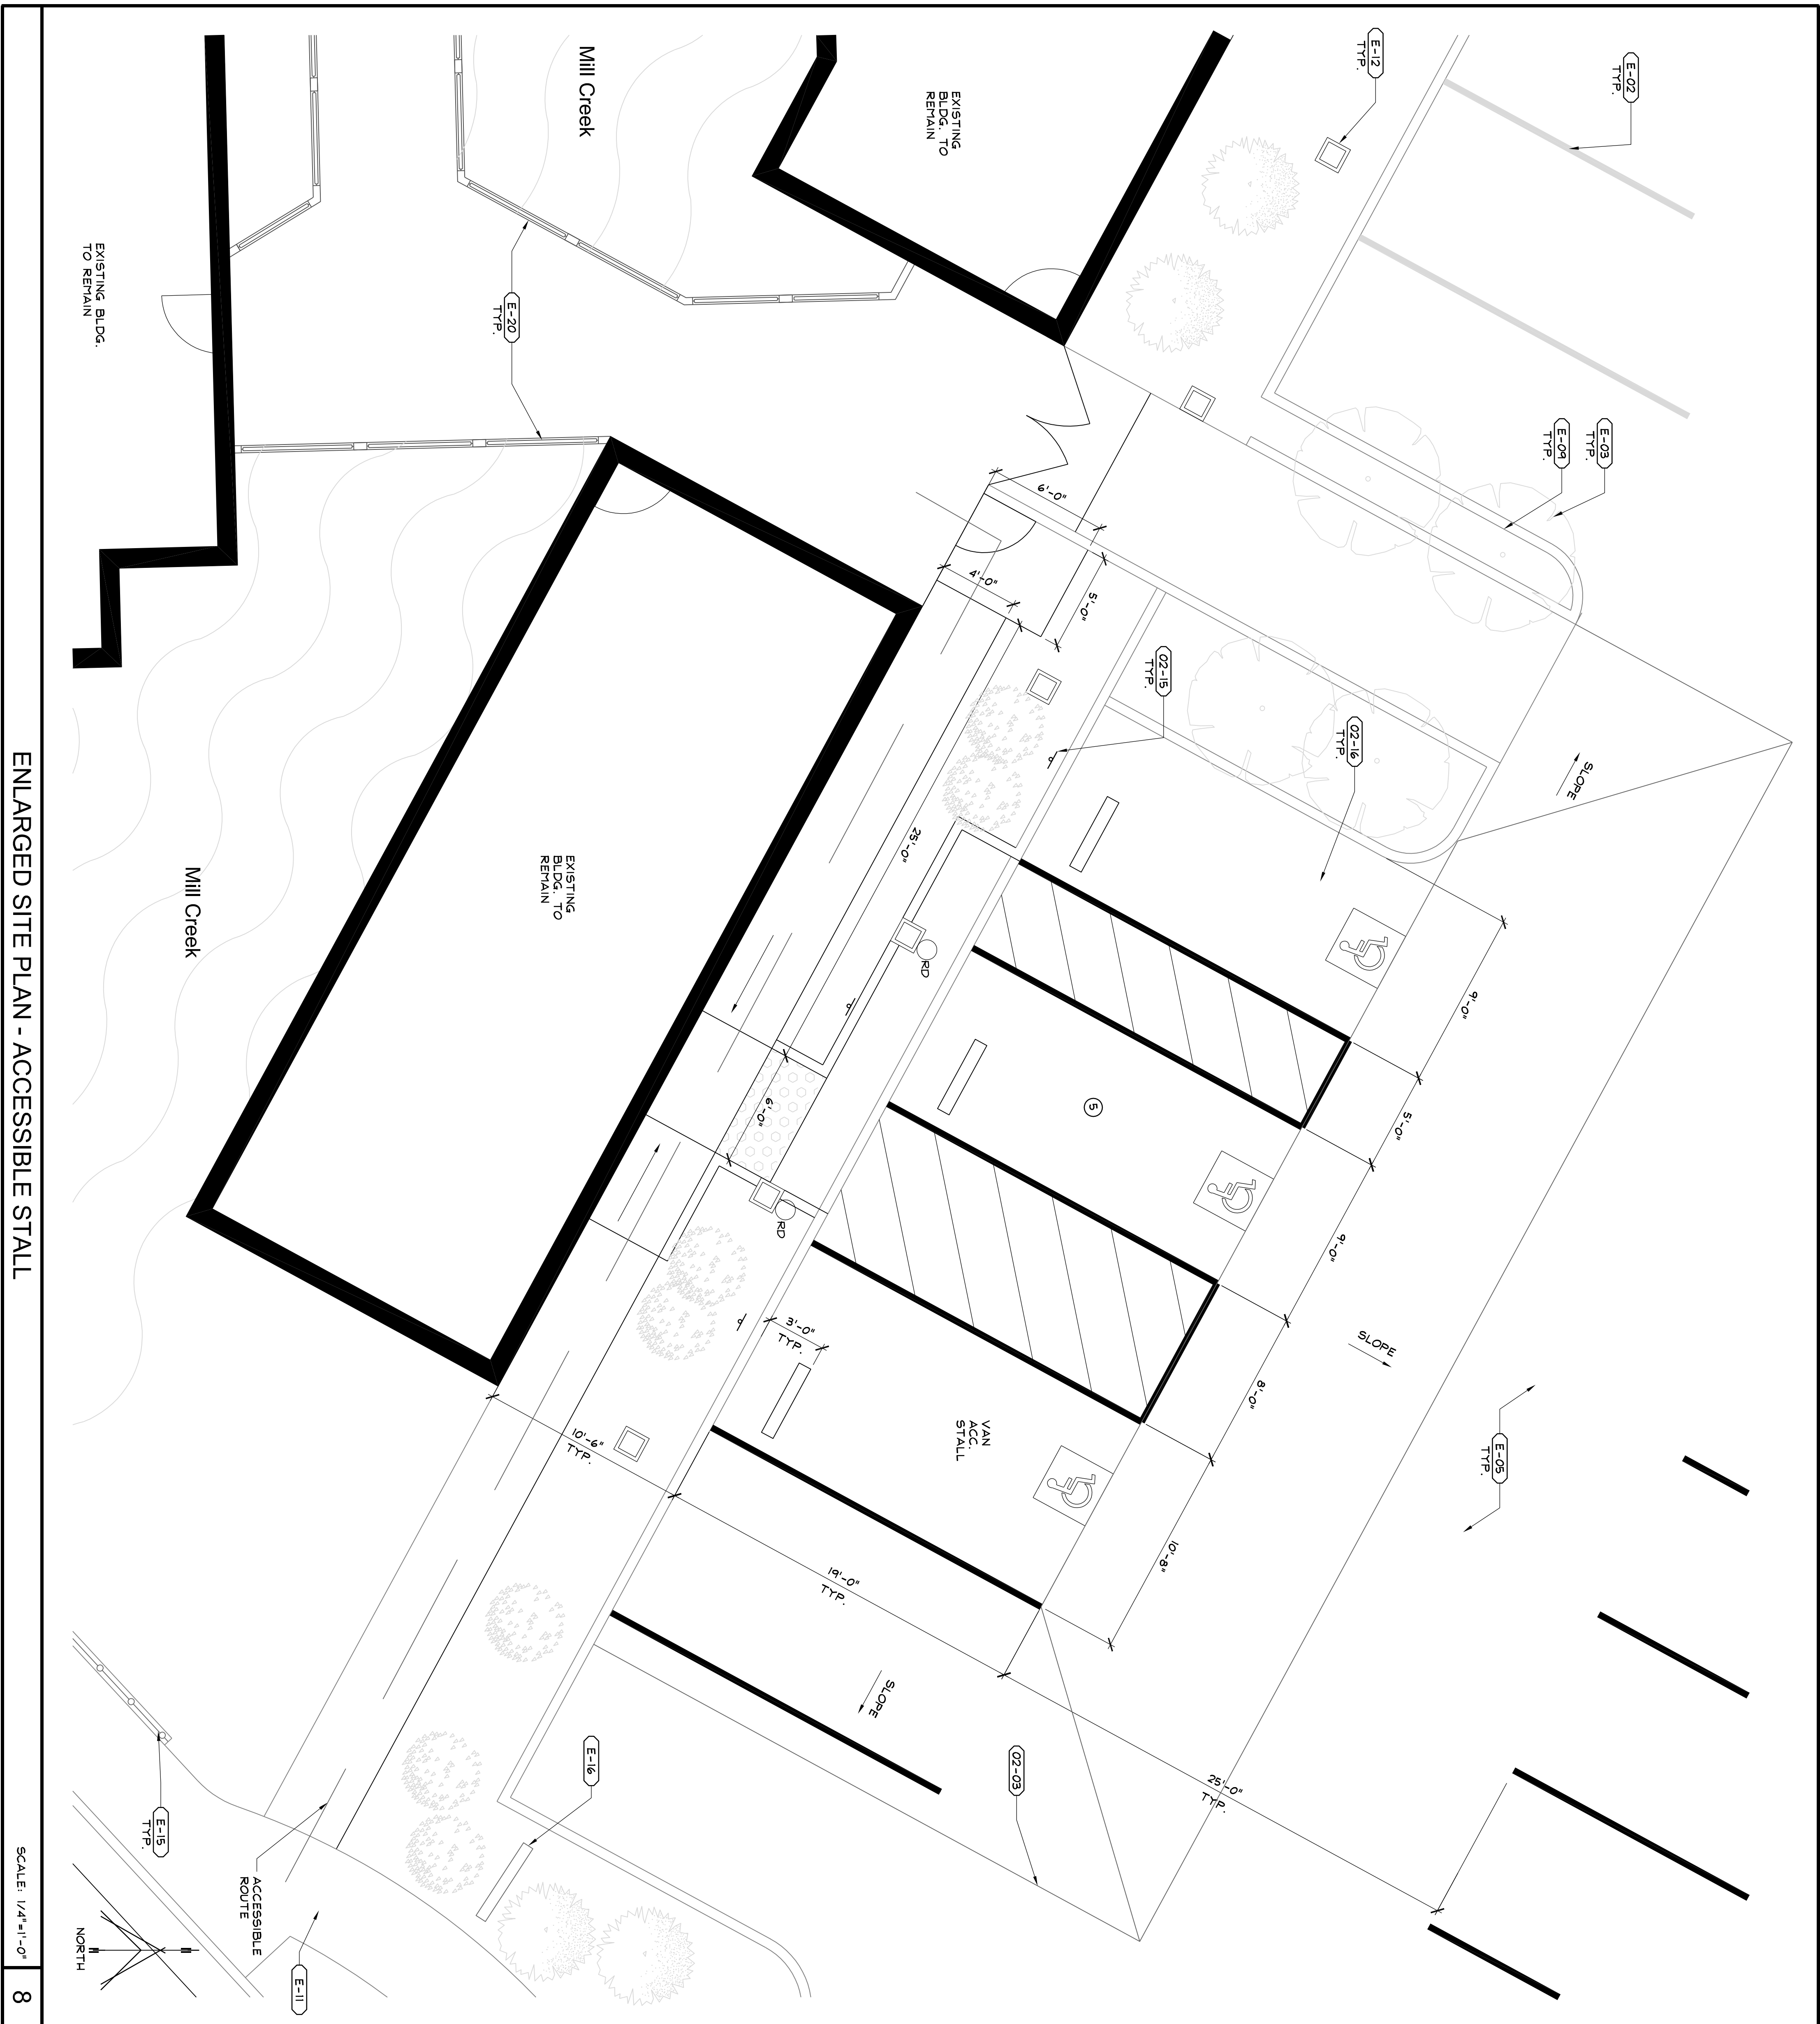 E-02
TYP.
E-12
TYP.
E-03
TYP.
E-09
TYP.
EXISTING
BLDG. TO
REMAIN
Mill Creek
E-20
TYP.
EXISTING BLDG.
TO REMAIN
6'-0"
4'-0"
5'-0"
02-15
TYP.
02-16
TYP.
SLOPE
25'-0"
RD
9'-0"
5'-0"
5
EXISTING
BLDG. TO
REMAIN
Mill Creek
6'-0"
RD
9'-0"
SLOPE
8'-0"
3'-0"
TYP.
VAN
ACC.
STALL
E-05
TYP.
10'-6"
TYP.
10'-8"
19'-0"
TYP.
SLOPE
E-16
02-03
25'-0"
TYP.
E-15
TYP.
ACCESSIBLE
ROUTE
E-11
NORTH
ENLARGED SITE PLAN - ACCESSIBLE STALL
SCALE: 1/4"=1'-0"
8